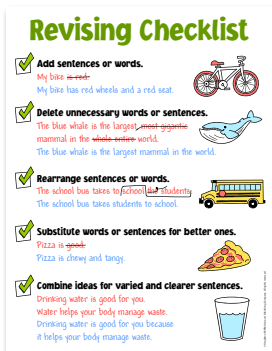 Revising Checklist
Add sentences or words.
My bike is red.
My bike has red wheels and a red seat.
Delete unnecessary words or sentences.
The blue whale is the largest, most gigantic
mammal in the whole entire world.
The blue whale is the largest mammal in the world.
Rearrange sentences or words.
The school bus takes to school the students.
The school bus takes students to school.
Substitute words or sentences for better ones.
Pizza is good.
Pizza is chewy and tangy.
Combine ideas for varied and clearer sentences.
Drinking water is good for you.
Water helps your body manage waste.
Drinking water is good for you because
it helps your body manage waste.